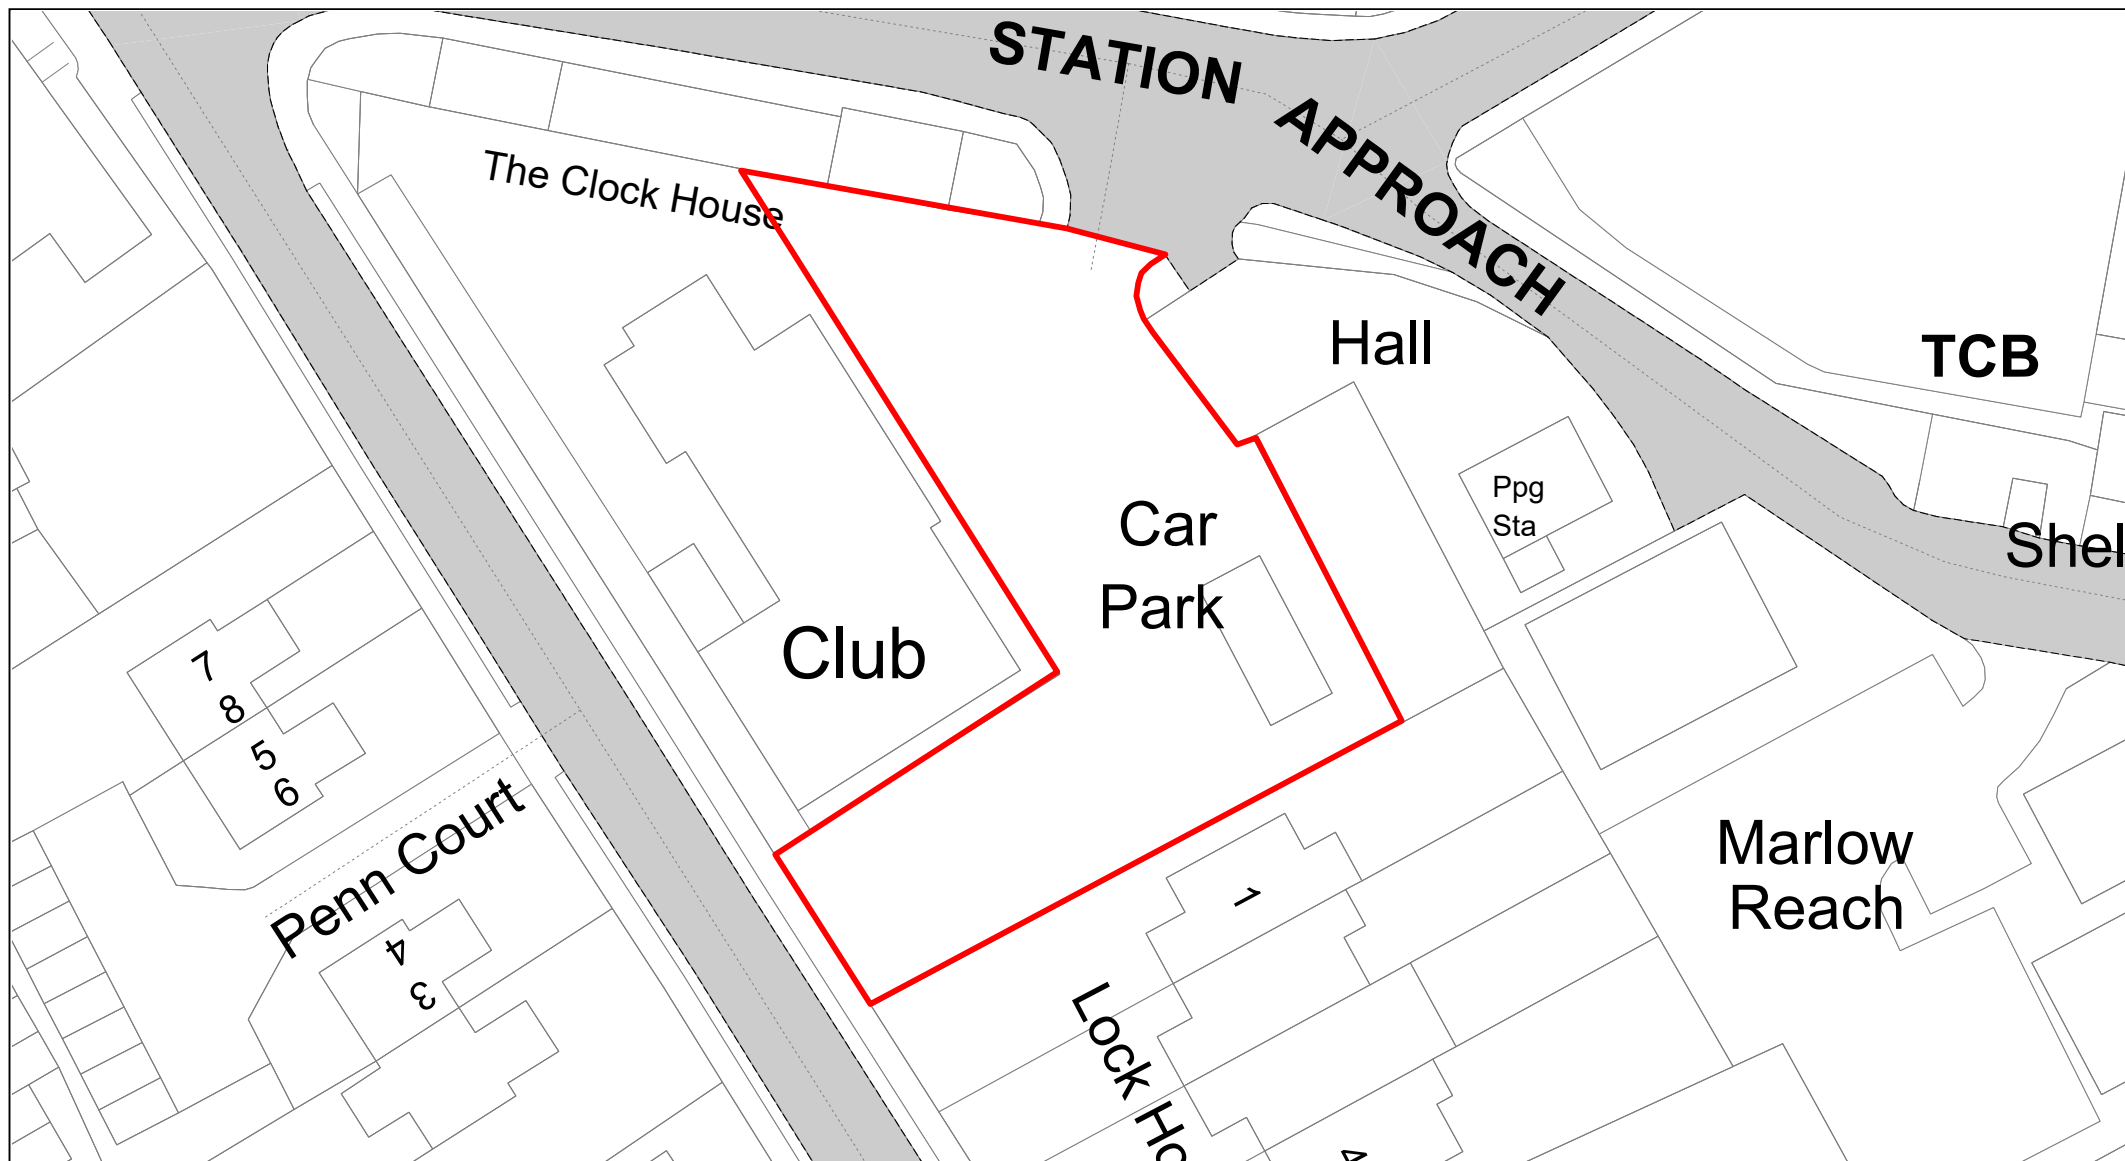 STATION APPROACH
The Clock House
Hall
TCB
Ppg
Sta
Car
Park
Shel
Club
7
8
5
6
Penn Court
4
3
1
Marlow
Reach
Lock Ho
4